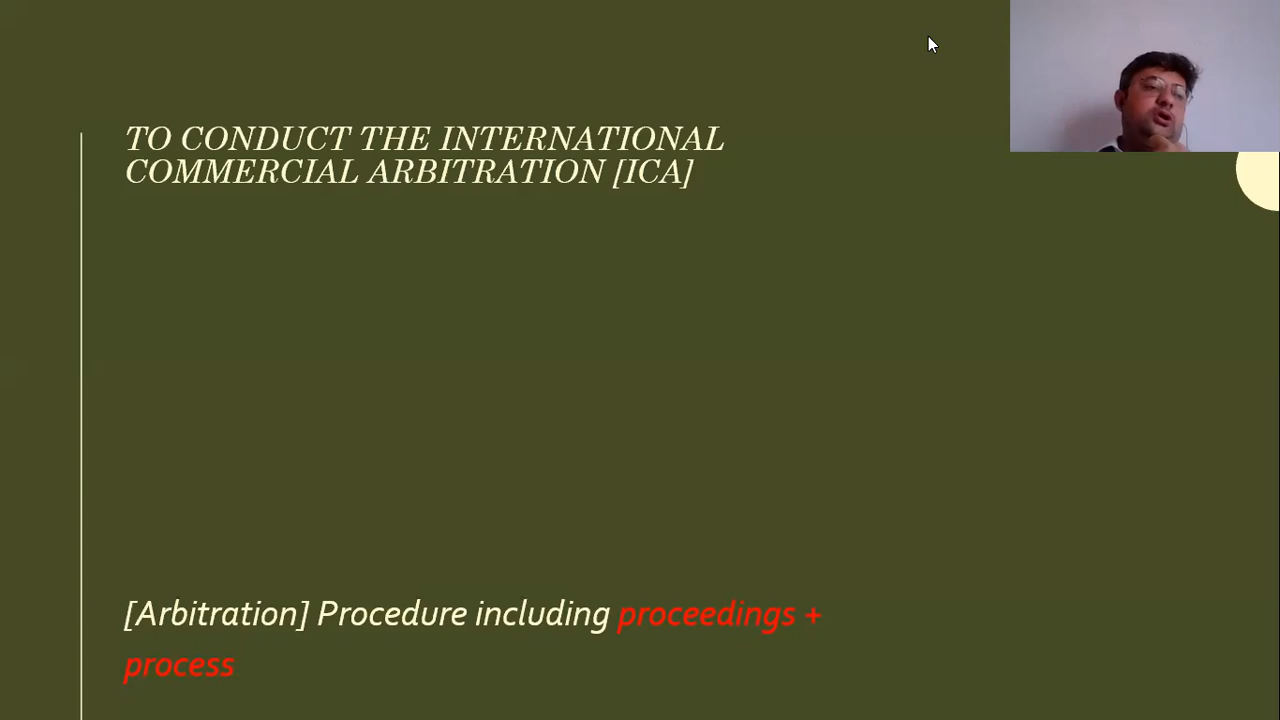 TO CONDUCT THE INTERNATIONAL
COMMERCIAL ARBITRATION [ICA]
[Arbitration] Procedure including proceedings +
process